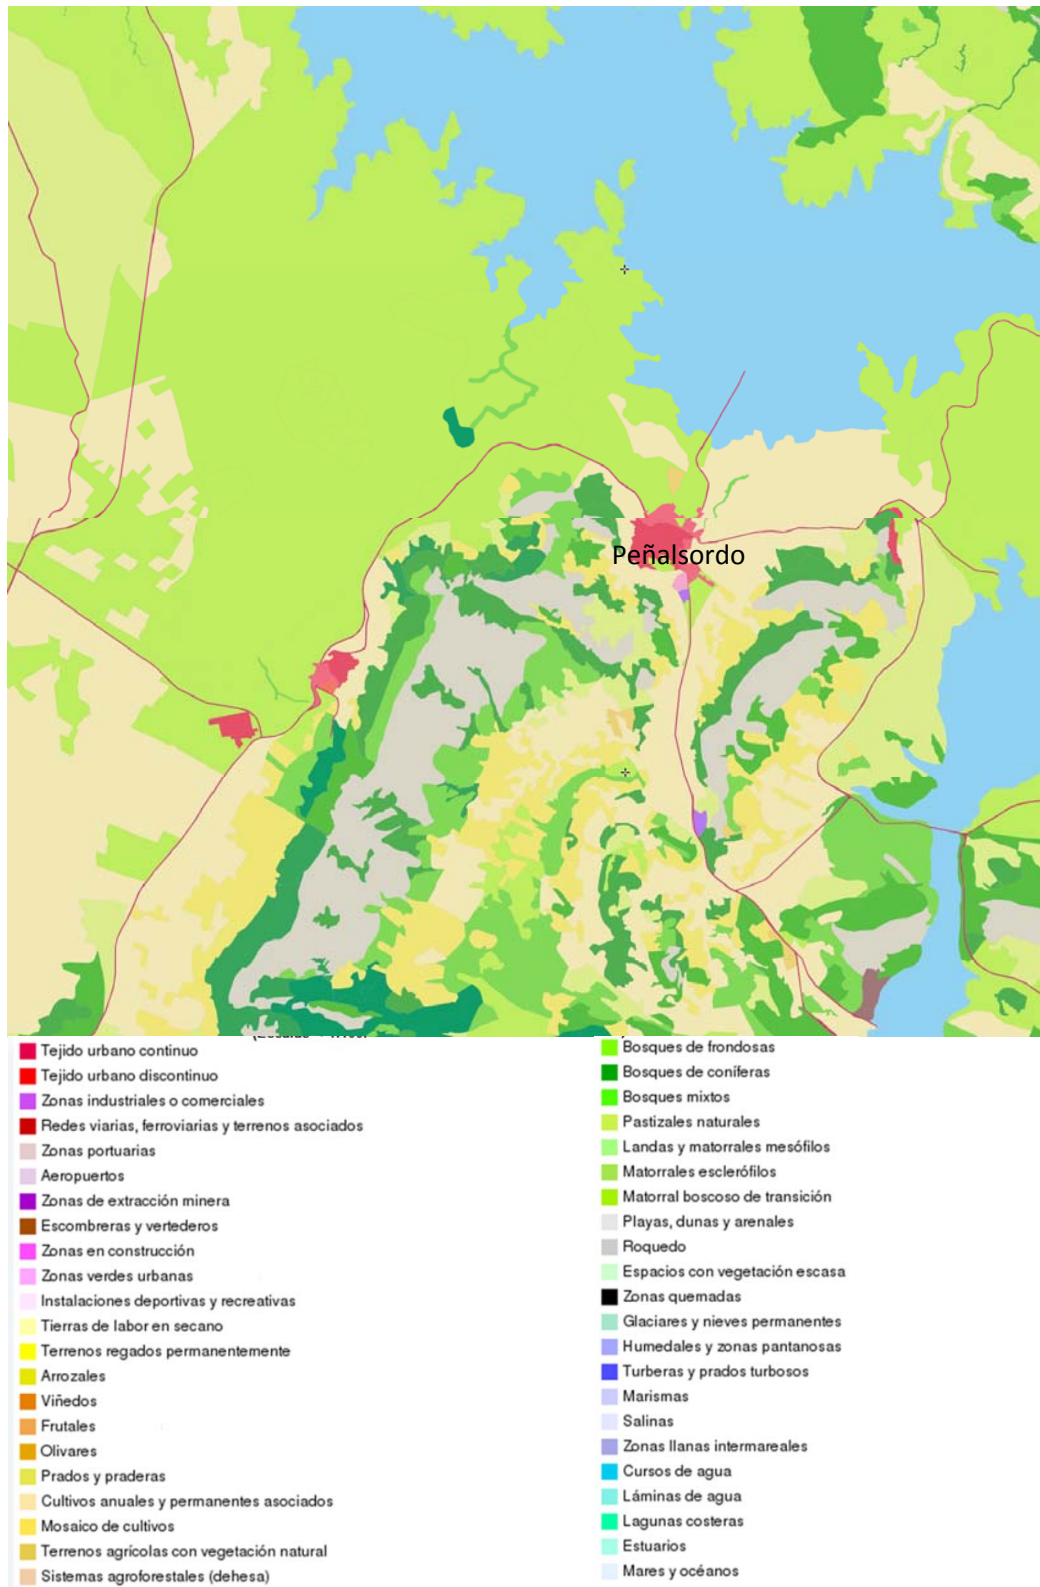 Peñalsordo
Tejido urbano continuo
Tejido urbano discontinuo
Zonas industriales o comerciales
Redes viarias, ferroviarias y terrenos asociados
Zonas portuarias
Aeropuertos
Zonas de extracción minera
Escombreras y vertederos
Zonas en construcción
Zonas verdes urbanas
Instalaciones deportivas y recreativas
Tierras de labor en secano
Terrenos regados permanentemente
Arrozales
Viñedos
Frutales
Olivares
Prados y praderas
Cultivos anuales y permanentes asociados
Mosaico de cultivos
Terrenos agrícolas con vegetación natural
Sistemas agroforestales (dehesa)
Bosques de frondosas
Bosques de coníferas
Bosques mixtos
Pastizales naturales
Landas y matorrales mesófilos
Matorrales esclerófilos
Matorral boscoso de transición
Playas, dunas y arenales
Roquedo
Espacios con vegetación escasa
Zonas quemadas
Glaciares y nieves permanentes
Humedales y zonas pantanosas
Turberas y prados turbosos
Marismas
Salinas
Zonas llanas intermareales
Cursos de agua
Láminas de agua
Lagunas costeras
Estuarios
Mares y océanos